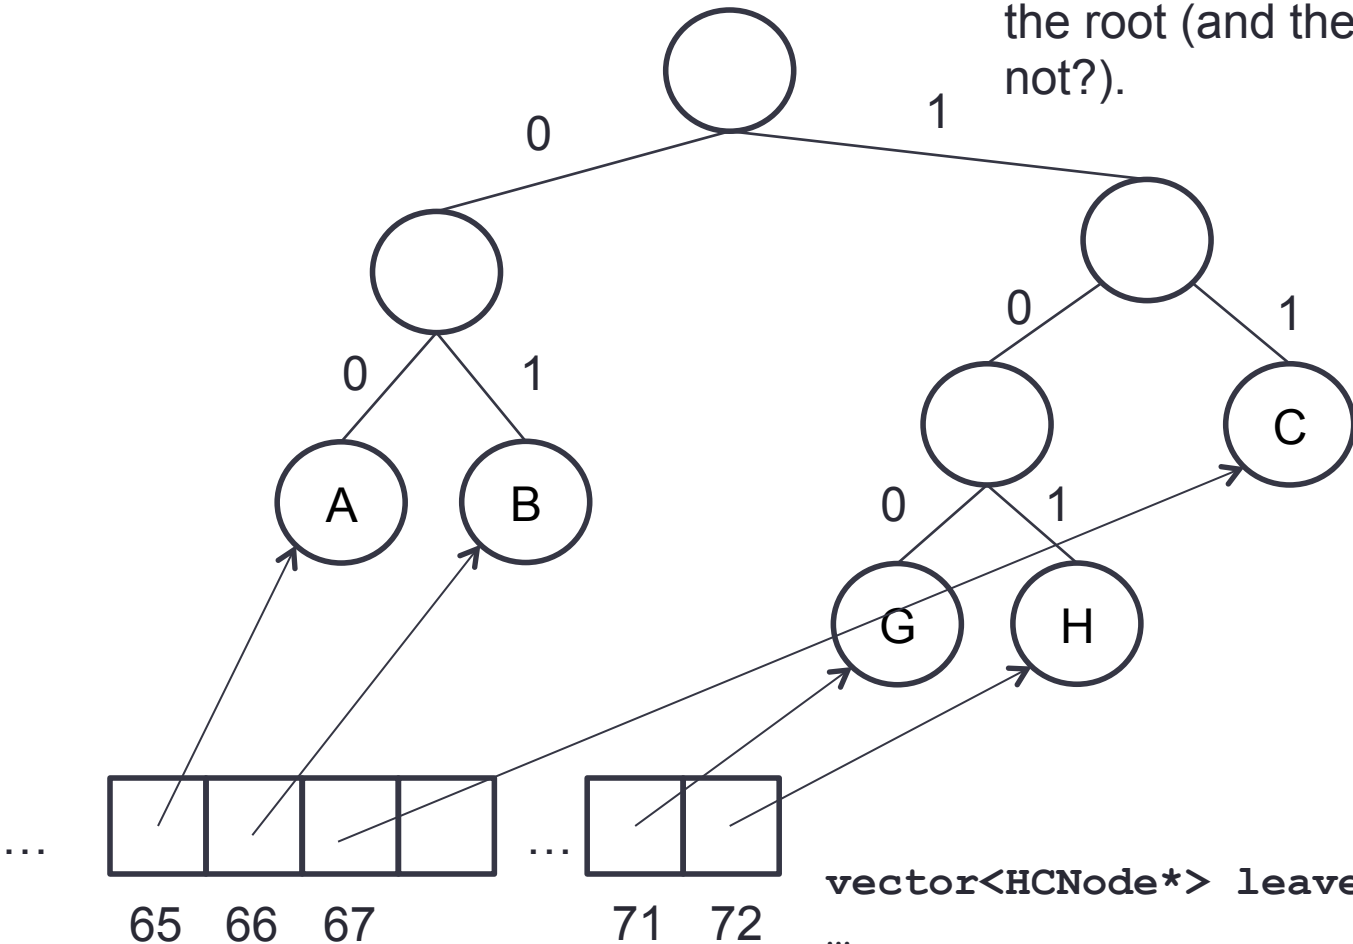 the root (and the
not?).
1
0
0
1
0
1
C
A
B
0
1
G
H
...
...
vector<HCNode*> leave
65 66 67
71 72
…